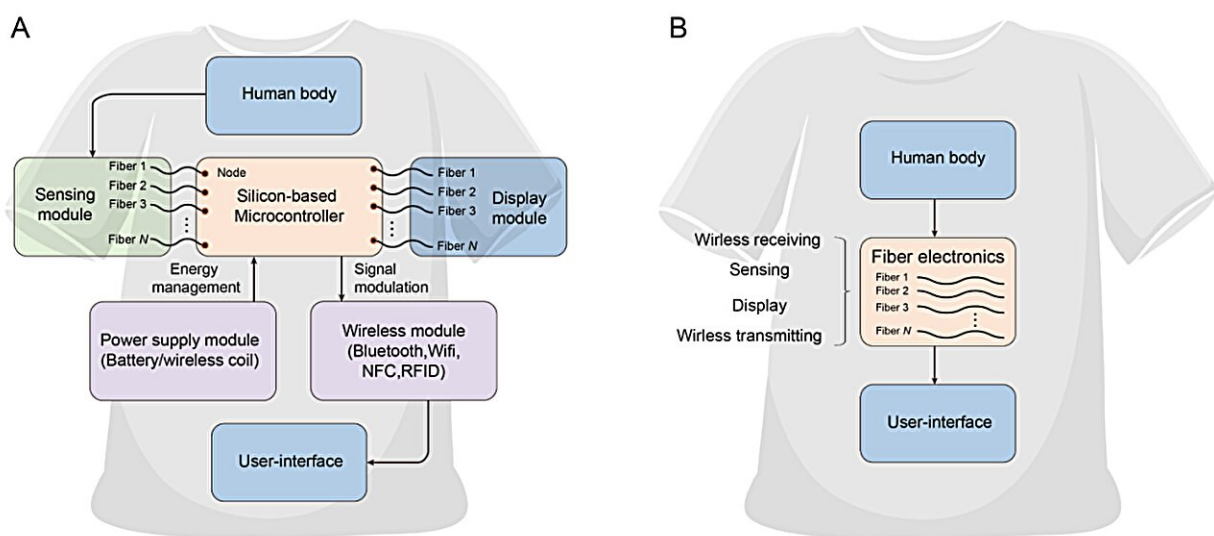 A
Human body
Sensing
module
Fiber 1
Fiber 2
Fiber 3
Fiber N
Node
Silicon-based
Microcontroller
Fiber 1
Fiber 2
Fiber 3
Fiber N
Display
module
Energy
management
Signal
modulation
Power supply module
(Battery/wireless coil)
Wireless module
(Bluetooth,Wifi,
NFC,RFID)
User-interface
B
Human body
Wirless receiving
Sensing
Display
Wirless transmitting
Fiber electronics
Fiber 1
Fiber 2
Fiber 3
Fiber N
User-interface